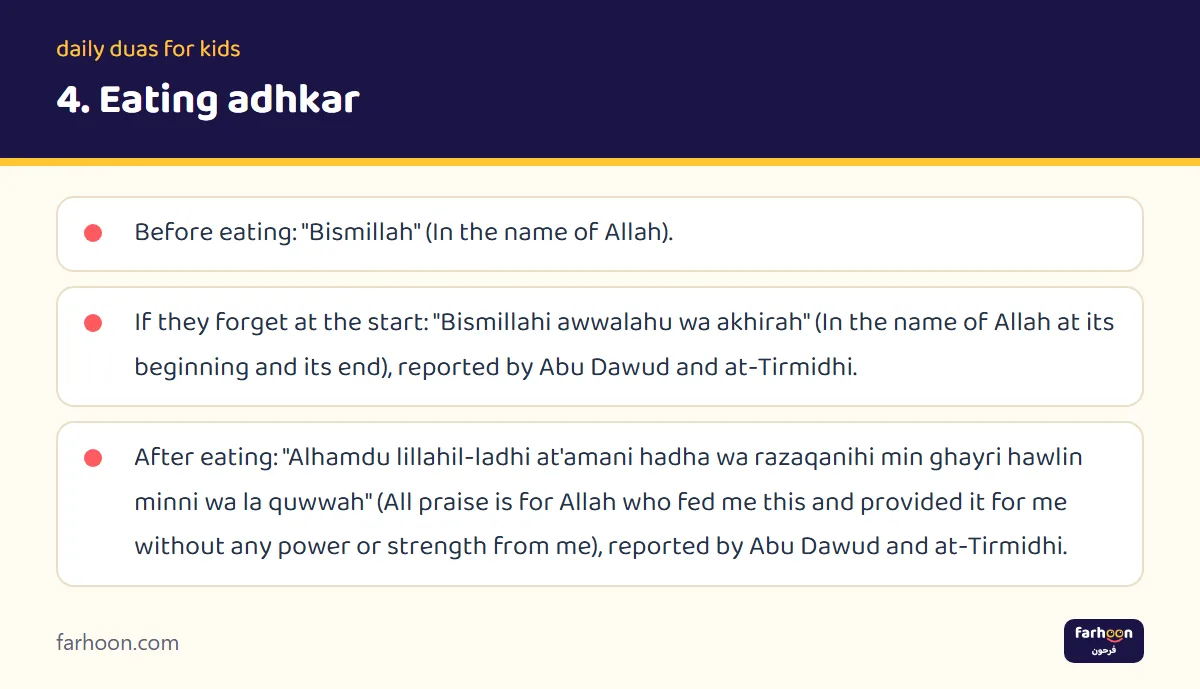 daily duas for kids
4. Eating adhkar
Before eating: "Bismillah" (In the name of Allah).
If they forget at the start: "Bismillahi awwalahu wa akhirah" (In the name of Allah at its
beginning and its end), reported by Abu Dawud and at-Tirmidhi.
After eating: "Alhamdu lillahil-ladhi at'amani hadha wa razaqanihi min ghayri hawlin
minni wa la quwwah" (All praise is for Allah who fed me this and provided it for me
without any power or strength from me), reported by Abu Dawud and at-Tirmidhi.
farhoon.com
farhoon
فرحون